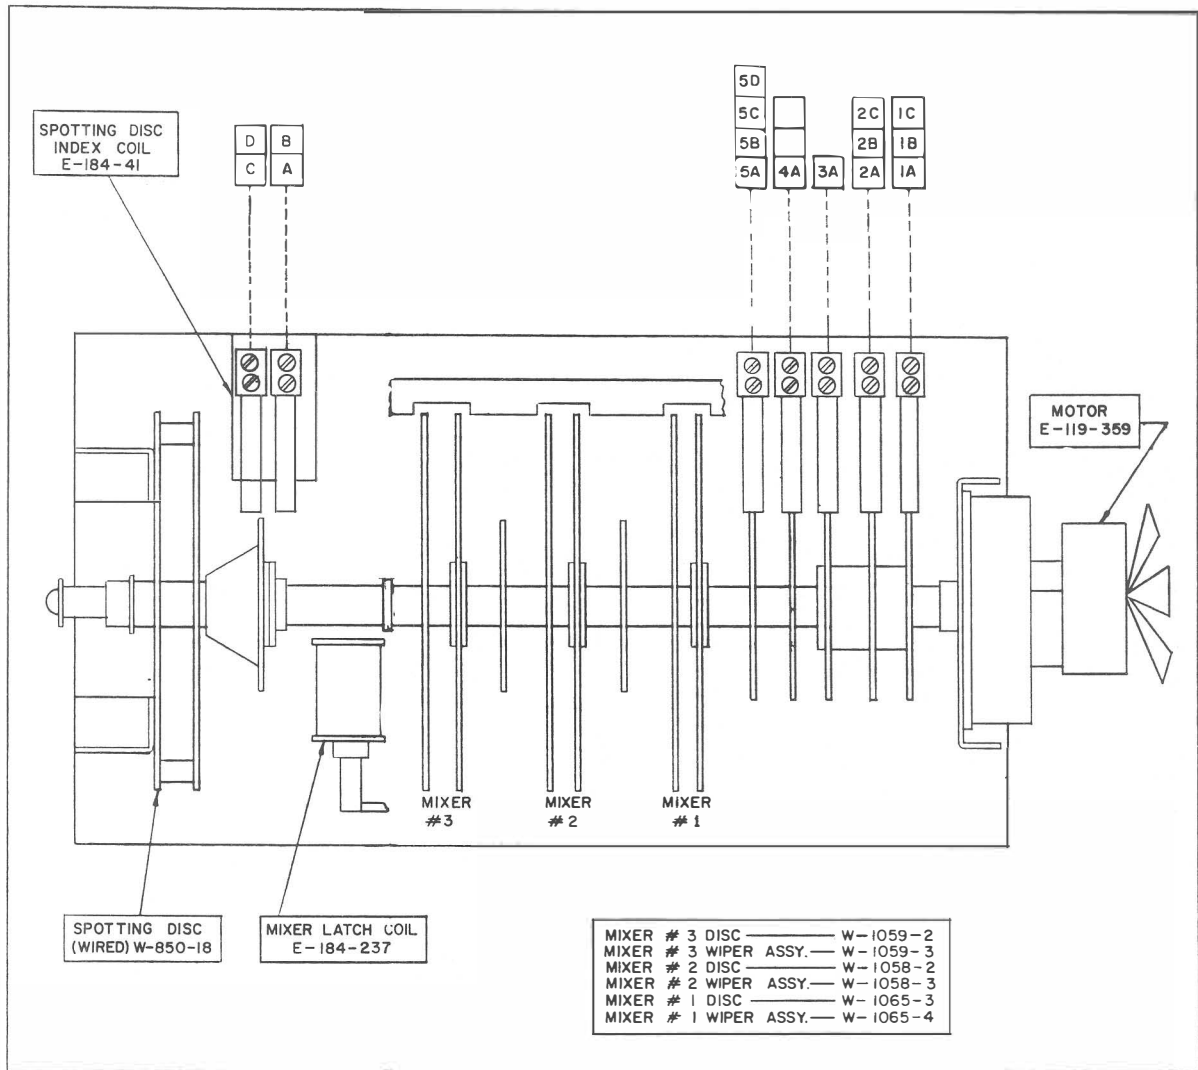 SPOTTING DISC
INDEX COIL
E-184-41
D B
C A
5D
5C 2C 1C
5B 2B 1B
5A 4A 3A 2A 1A
MOTOR
E-119-359
MIXER
#3
MIXER
#2
MIXER
#1
SPOTTING DISC
(WIRED) W-850-18
MIXER LATCH COIL
E-184-237
MIXER # 3 DISC W-1059-2
MIXER # 3 WIPER ASSY. W-1059-3
MIXER # 2 DISC W-1058-2
MIXER # 2 WIPER ASSY. W-1058-3
MIXER # 1 DISC W-1065-3
MIXER # 1 WIPER ASSY. W-1065-4